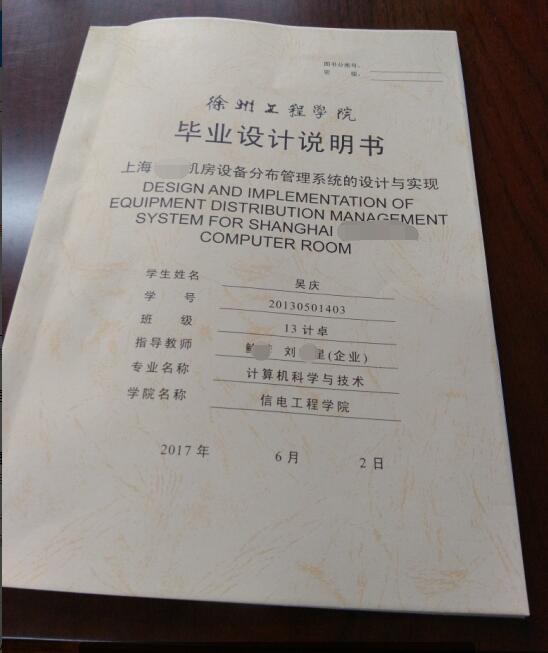 图书分类号:
密 级:
徐州工程学院
毕业设计说明书
上海 机房设备分布管理系统的设计与实现
DESIGN AND IMPLEMENTATION OF
EQUIPMENT DISTRIBUTION MANAGEMENT
SYSTEM FOR SHANGHAI
COMPUTER ROOM
学生姓名 吴庆
学 号 20130501403
班 级 13计卓
指导教师 刘 (企业)
专业名称 计算机科学与技术
学院名称 信电工程学院
2017年 6月 2日